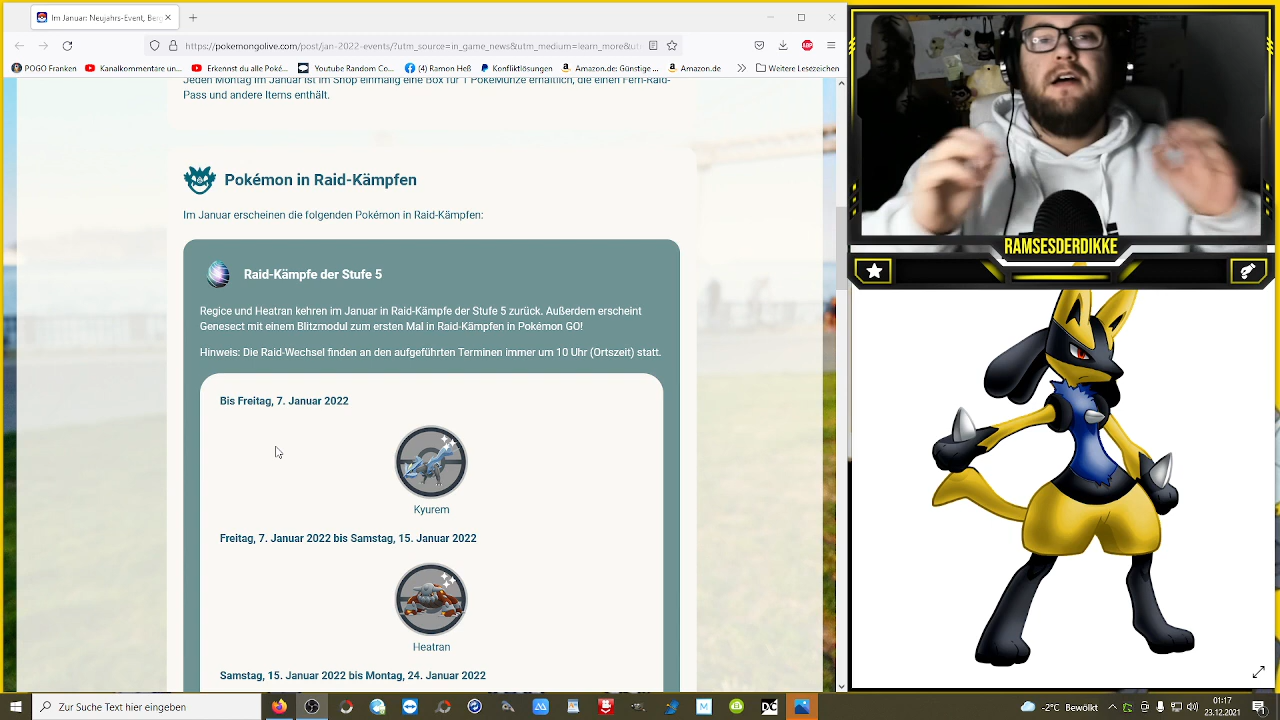 Im Januar: Neujahrs-Event, Berg
https://pokemongolive.com/post/january-2022-events/?utm_source=in_game_news&utm_medium=learn_more&ut
POGO Franken
Kanalkommentare un...
Erkennst du alle Pokém...
Youtube Sounds for Co...
(4) Ramon Heß
Konfliktlösungen
Amazon.de: Günstige ...
Amazon.de
Weitere Lesezeichen
Jeden Montag im Januar ist im Shop einmalig eine Box für 1 PokéMünze erhältlich, die einen Fern-Raid-
Pass und andere Items enthält.
Pokémon in Raid-Kämpfen
Im Januar erscheinen die folgenden Pokémon in Raid-Kämpfen:
Raid-Kämpfe der Stufe 5
Regice und Heatran kehren im Januar in Raid-Kämpfe der Stufe 5 zurück. Außerdem erscheint
Genesect mit einem Blitzmodul zum ersten Mal in Raid-Kämpfen in Pokémon GO!
Hinweis: Die Raid-Wechsel finden an den aufgeführten Terminen immer um 10 Uhr (Ortszeit) statt.
Bis Freitag, 7. Januar 2022
Kyurem
Freitag, 7. Januar 2022 bis Samstag, 15. Januar 2022
Heatran
Samstag, 15. Januar 2022 bis Montag, 24. Januar 2022
RAMSESDERDIKKE
Zur Suche Text hier eingeben
2°C Bewölkt
01:17
23.12.2021